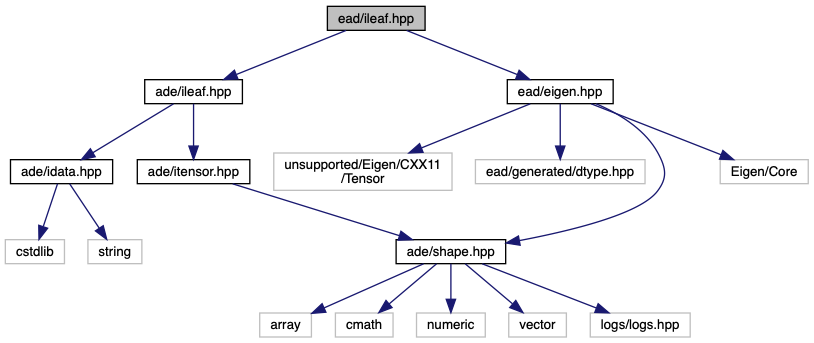 ead/ileaf.hpp
ade/ileaf.hpp
ead/eigen.hpp
ade/idata.hpp
ade/itensor.hpp
unsupported/Eigen/CXX11
/Tensor
ead/generated/dtype.hpp
Eigen/Core
cstdlib
string
ade/shape.hpp
array
cmath
numeric
vector
logs/logs.hpp